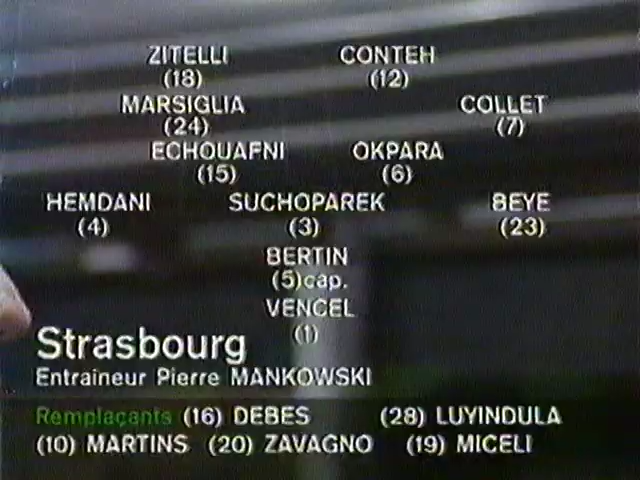 ZITELLI CONTEH
(18) (12)
MARSIGLIA COLLET
(24) (7)
ECHOUAFNI OKPARA
(15) (6)
HEMDANI SUCHOPAREK BEYE
(4) (3) (23)
BERTIN
(5)cap.
VENCEL
(1)
Strasbourg
Entraineur Pierre MANKOWSKI
Remplaçants (16) DEBES (28) LUYINDULA
(10) MARTINS (20) ZAVAGNO (19) MICELI